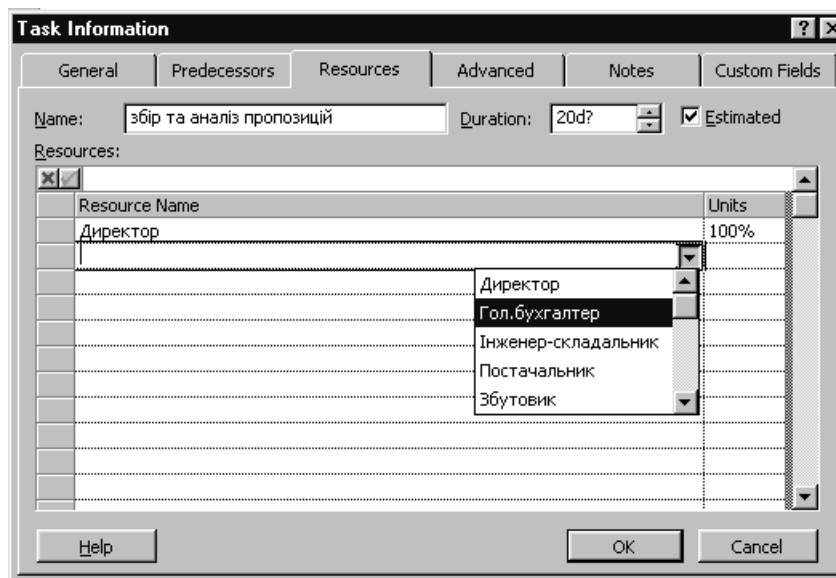 Task Information
General Predecessors Resources Advanced Notes Custom Fields
Name: збір та аналіз пропозицій Duration: 20d? Estimated
Resources:
Resource Name Units
Директор 100%
Директор
Гол.бухгалтер
Інженер-складальник
Постачальник
Збутовик
Help OK Cancel